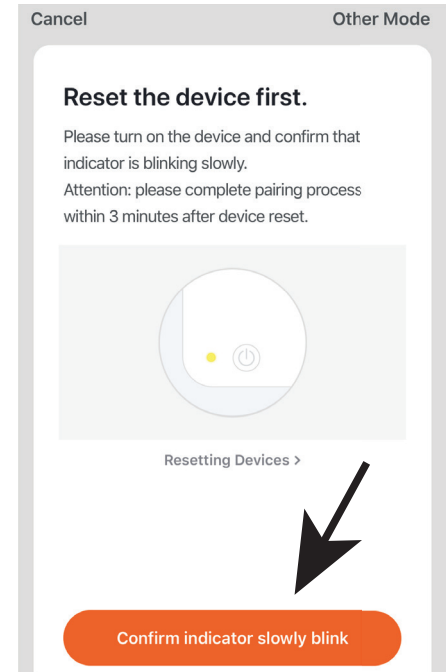 Cancel
Other Mode
Reset the device first.
Please turn on the device and confirm that
indicator is blinking slowly.
Attention: please complete pairing process
within 3 minutes after device reset.
Resetting Devices >
Confirm indicator slowly blink